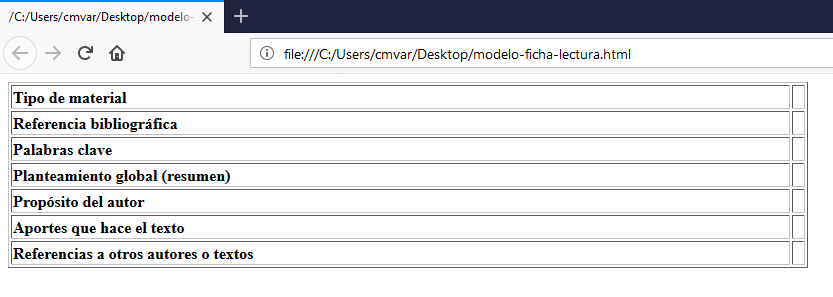 /C:/Users/cmvar/Desktop/modelo-
file:///C:/Users/cmvar/Desktop/modelo-ficha-lectura.html
Tipo de material
Referencia bibliográfica
Palabras clave
Planteamiento global (resumen)
Propósito del autor
Aportes que hace el texto
Referencias a otros autores o textos